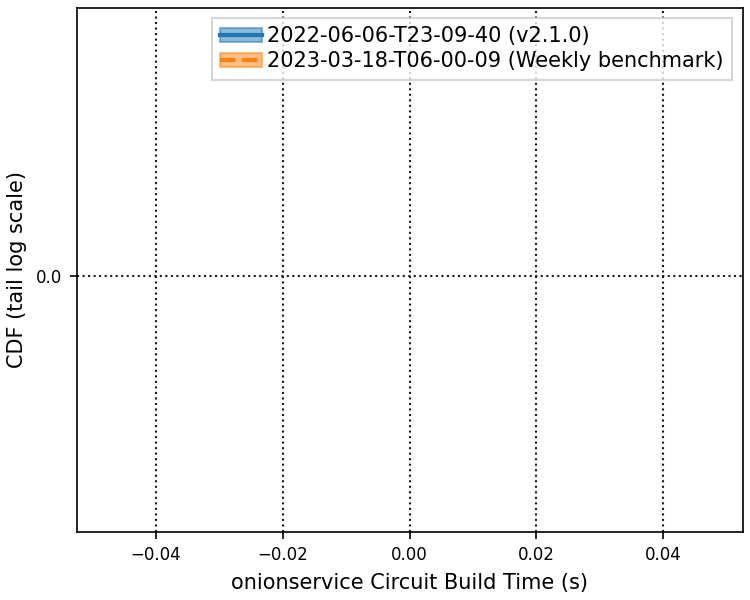 2022-06-06-T23-09-40 (v2.1.0)
2023-03-18-T06-00-09 (Weekly benchmark)
CDF (tail log scale)
0.0
−0.04
−0.02
0.00
0.02
0.04
onionservice Circuit Build Time (s)